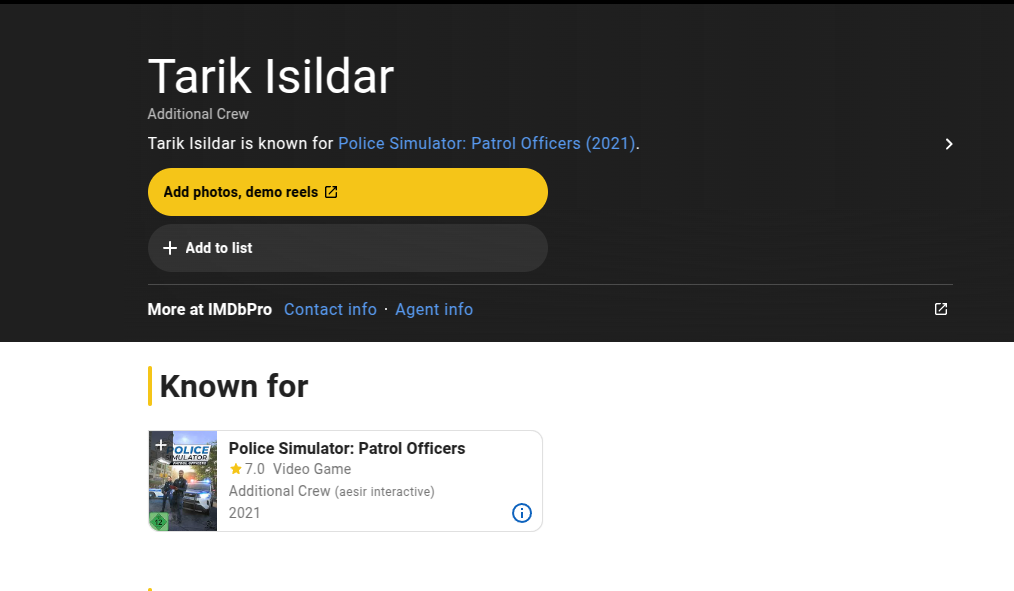 Tarik Isildar
Additional Crew
Tarik Isildar is known for Police Simulator: Patrol Officers (2021).
Add photos, demo reels
Add to list
More at IMDbPro Contact info · Agent info
Known for
POLICE
SIMULATOR
PATROL OFFICERS
12
Police Simulator: Patrol Officers
7.0 Video Game
Additional Crew (aesir interactive)
2021